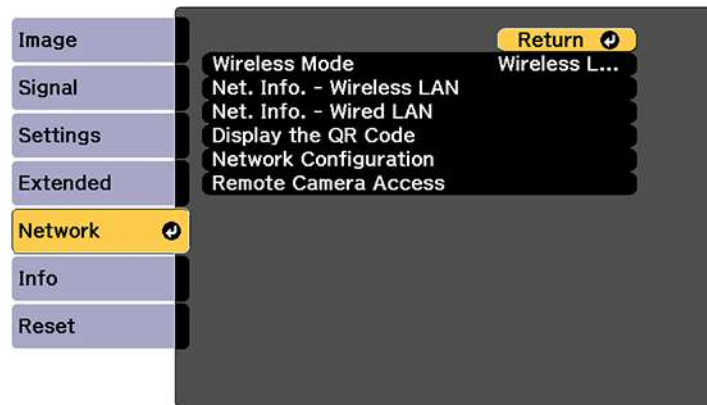 Image
Signal
Settings
Extended
Network
Info
Reset
Return
Wireless Mode Wireless L...
Net. Info. - Wireless LAN
Net. Info. - Wired LAN
Display the QR Code
Network Configuration
Remote Camera Access